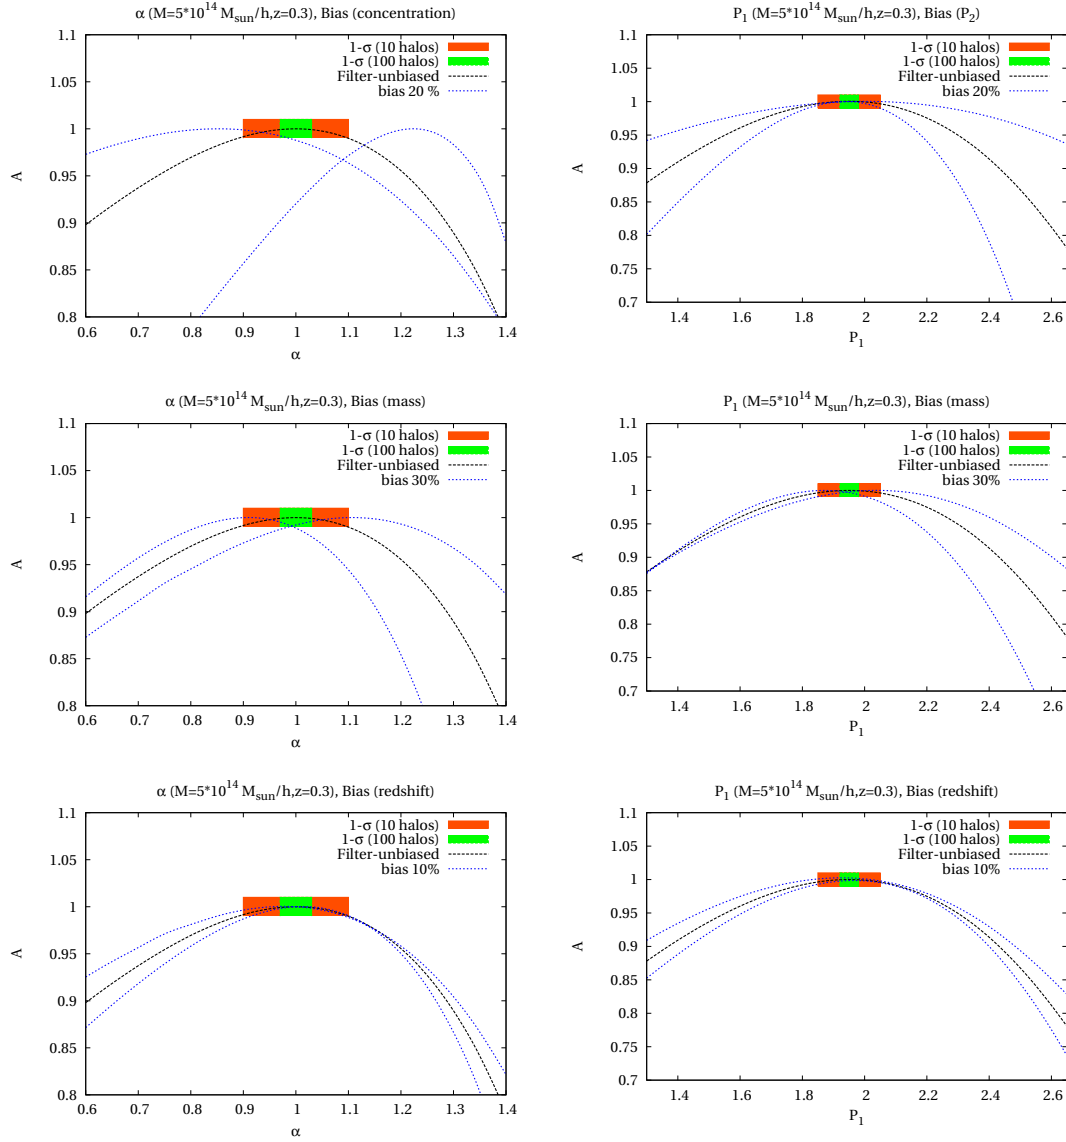 α (M=5*10^14 M_sun/h,z=0.3), Bias (concentration)
1-σ (10 halos)
1-σ (100 halos)
Filter-unbiased
bias 20 %
1.1
1.05
1
0.95
0.9
0.85
0.8
A
0.6 0.7 0.8 0.9 1 1.1 1.2 1.3 1.4
α
P_1 (M=5*10^14 M_sun/h,z=0.3), Bias (P_2)
1-σ (10 halos)
1-σ (100 halos)
Filter-unbiased
bias 20%
1.1
1.05
1
0.95
0.9
0.85
0.8
0.75
0.7
A
1.4 1.6 1.8 2 2.2 2.4 2.6
P_1
α (M=5*10^14 M_sun/h,z=0.3), Bias (mass)
1-σ (10 halos)
1-σ (100 halos)
Filter-unbiased
bias 30%
1.1
1.05
1
0.95
0.9
0.85
0.8
A
0.6 0.7 0.8 0.9 1 1.1 1.2 1.3 1.4
α
P_1 (M=5*10^14 M_sun/h,z=0.3), Bias (mass)
1-σ (10 halos)
1-σ (100 halos)
Filter-unbiased
bias 30%
1.1
1.05
1
0.95
0.9
0.85
0.8
0.75
0.7
A
1.4 1.6 1.8 2 2.2 2.4 2.6
P_1
α (M=5*10^14 M_sun/h,z=0.3), Bias (redshift)
1-σ (10 halos)
1-σ (100 halos)
Filter-unbiased
bias 10%
1.1
1.05
1
0.95
0.9
0.85
0.8
A
0.6 0.7 0.8 0.9 1 1.1 1.2 1.3 1.4
α
P_1 (M=5*10^14 M_sun/h,z=0.3), Bias (redshift)
1-σ (10 halos)
1-σ (100 halos)
Filter-unbiased
bias 10%
1.1
1.05
1
0.95
0.9
0.85
0.8
0.75
0.7
A
1.4 1.6 1.8 2 2.2 2.4 2.6
P_1